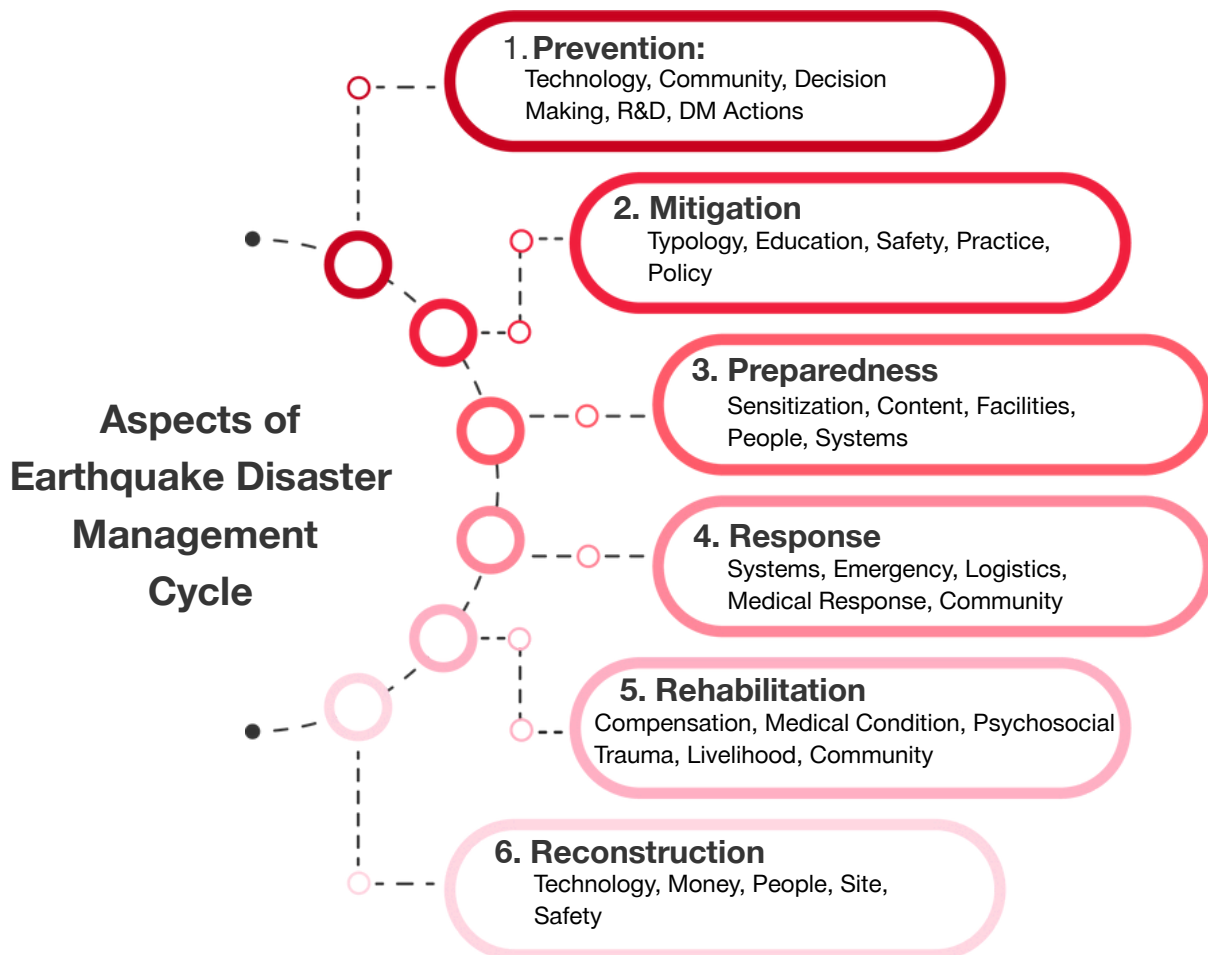 1. Prevention:
Technology, Community, Decision
Making, R&D, DM Actions
2. Mitigation
Typology, Education, Safety, Practice,
Policy
3. Preparedness
Sensitization, Content, Facilities,
People, Systems
Aspects of
Earthquake Disaster
Management
Cycle
4. Response
Systems, Emergency, Logistics,
Medical Response, Community
5. Rehabilitation
Compensation, Medical Condition, Psychosocial
Trauma, Livelihood, Community
6. Reconstruction
Technology, Money, People, Site,
Safety